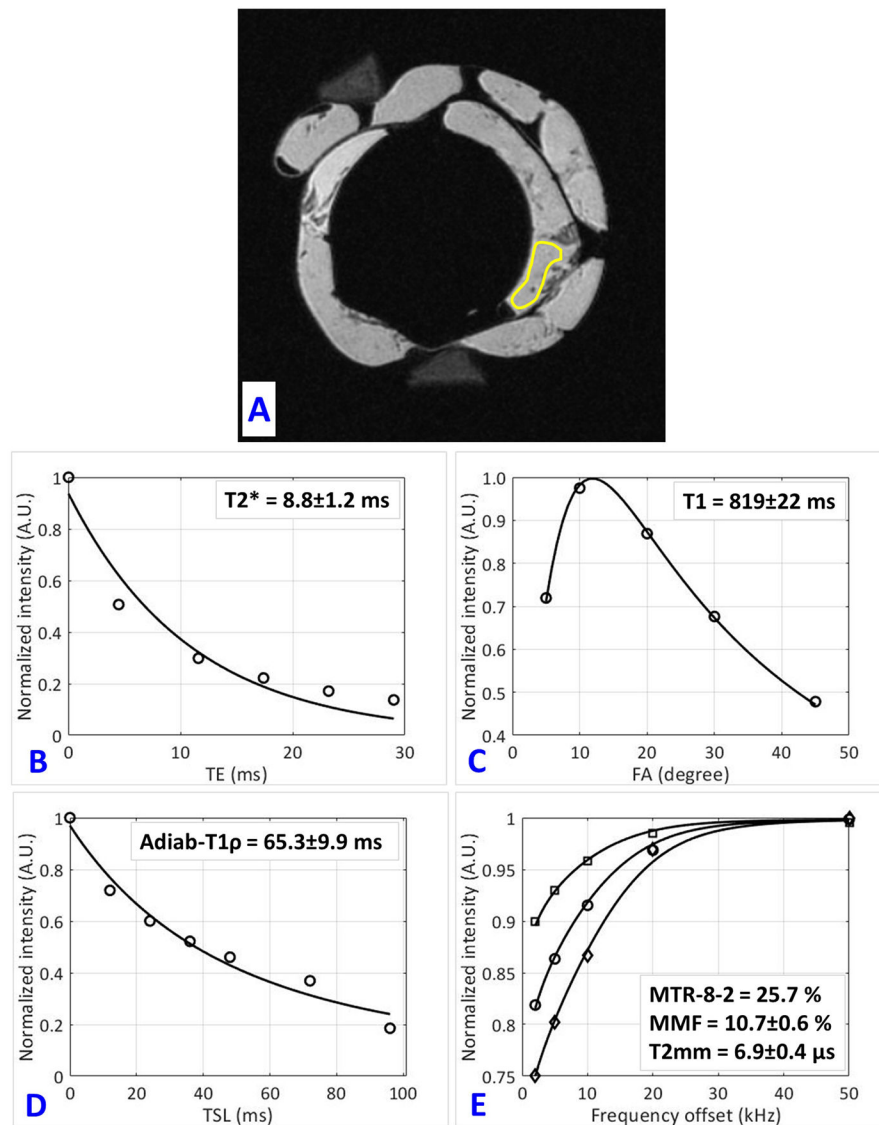 A
Normalized intensity (A.U.)
1
0.8
0.6
0.4
0.2
0
0
10
20
30
TE (ms)
T2* = 8.8±1.2 ms
B
Normalized intensity (A.U.)
1.0
0.9
0.8
0.7
0.6
0.5
0.4
0
10
20
30
40
50
FA (degree)
T1 = 819±22 ms
C
Normalized intensity (A.U.)
1
0.8
0.6
0.4
0.2
0
0
20
40
60
80
100
TSL (ms)
Adiab-T1ρ = 65.3±9.9 ms
D
Normalized intensity (A.U.)
1
0.95
0.9
0.85
0.8
0.75
0
10
20
30
40
50
Frequency offset (kHz)
MTR-8-2 = 25.7 %
MMF = 10.7±0.6 %
T2mm = 6.9±0.4 µs
E